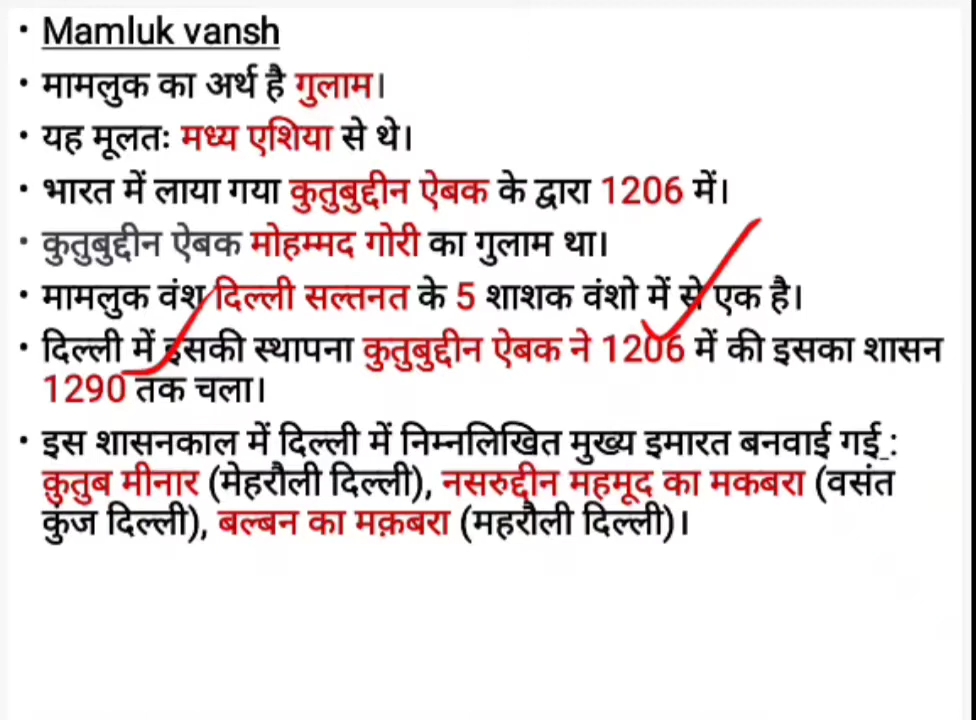 • Mamluk vansh
• मामलुक का अर्थ है गुलाम।
• यह मूलतः मध्य एशिया से थे।
• भारत में लाया गया कुतुबुद्दीन ऐबक के द्वारा 1206 में।
• कुतुबुद्दीन ऐबक मोहम्मद गोरी का गुलाम था।
• मामलुक वंश दिल्ली सल्तनत के 5 शाशक वंशो में से एक है।
• दिल्ली में इसकी स्थापना कुतुबुद्दीन ऐबक ने 1206 में की इसका शासन
1290 तक चला।
• इस शासनकाल में दिल्ली में निम्नलिखित मुख्य इमारत बनवाई गई :
क़ुतुब मीनार (मेहरौली दिल्ली), नसरुद्दीन महमूद का मकबरा (वसंत
कुंज दिल्ली), बल्बन का मक़बरा (महरौली दिल्ली)।